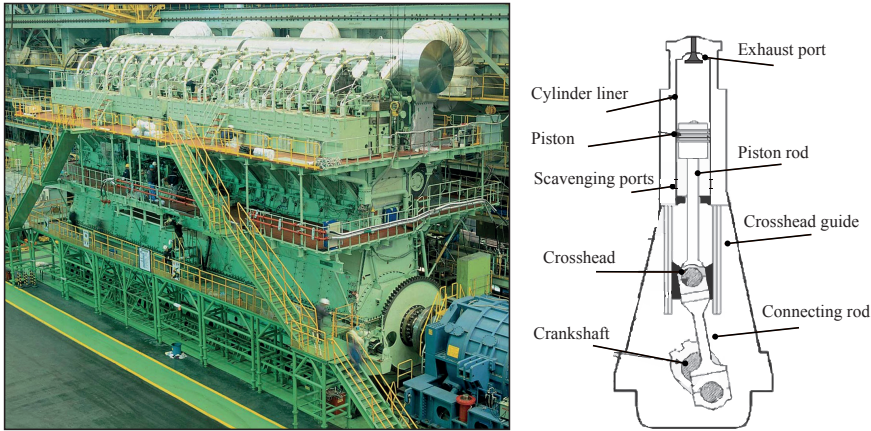 Exhaust port
Cylinder liner
Piston
Piston rod
Scavenging ports
Crosshead guide
Crosshead
Connecting rod
Crankshaft